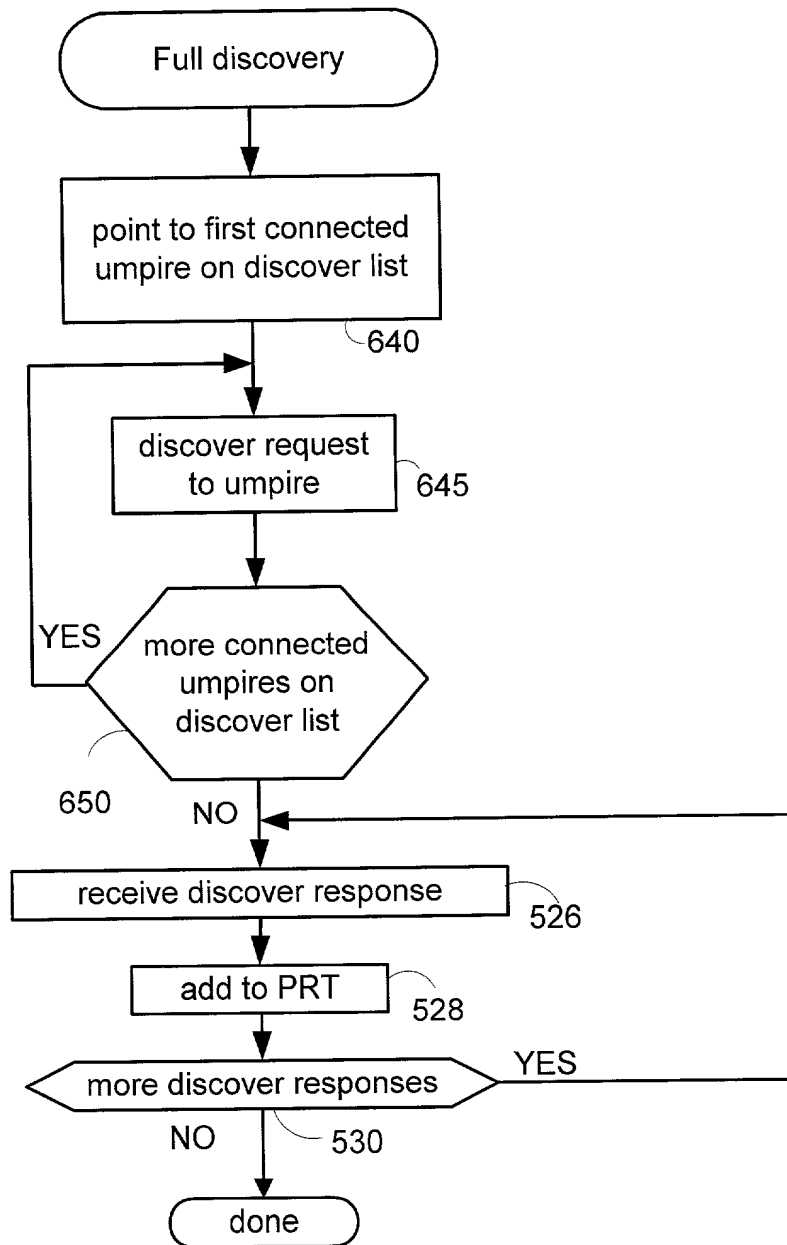 Full discovery
point to first connected
umpire on discover list
640
discover request
to umpire
645
YES
more connected
umpires on
discover list
650
NO
receive discover response
526
add to PRT
528
more discover responses
YES
530
NO
done